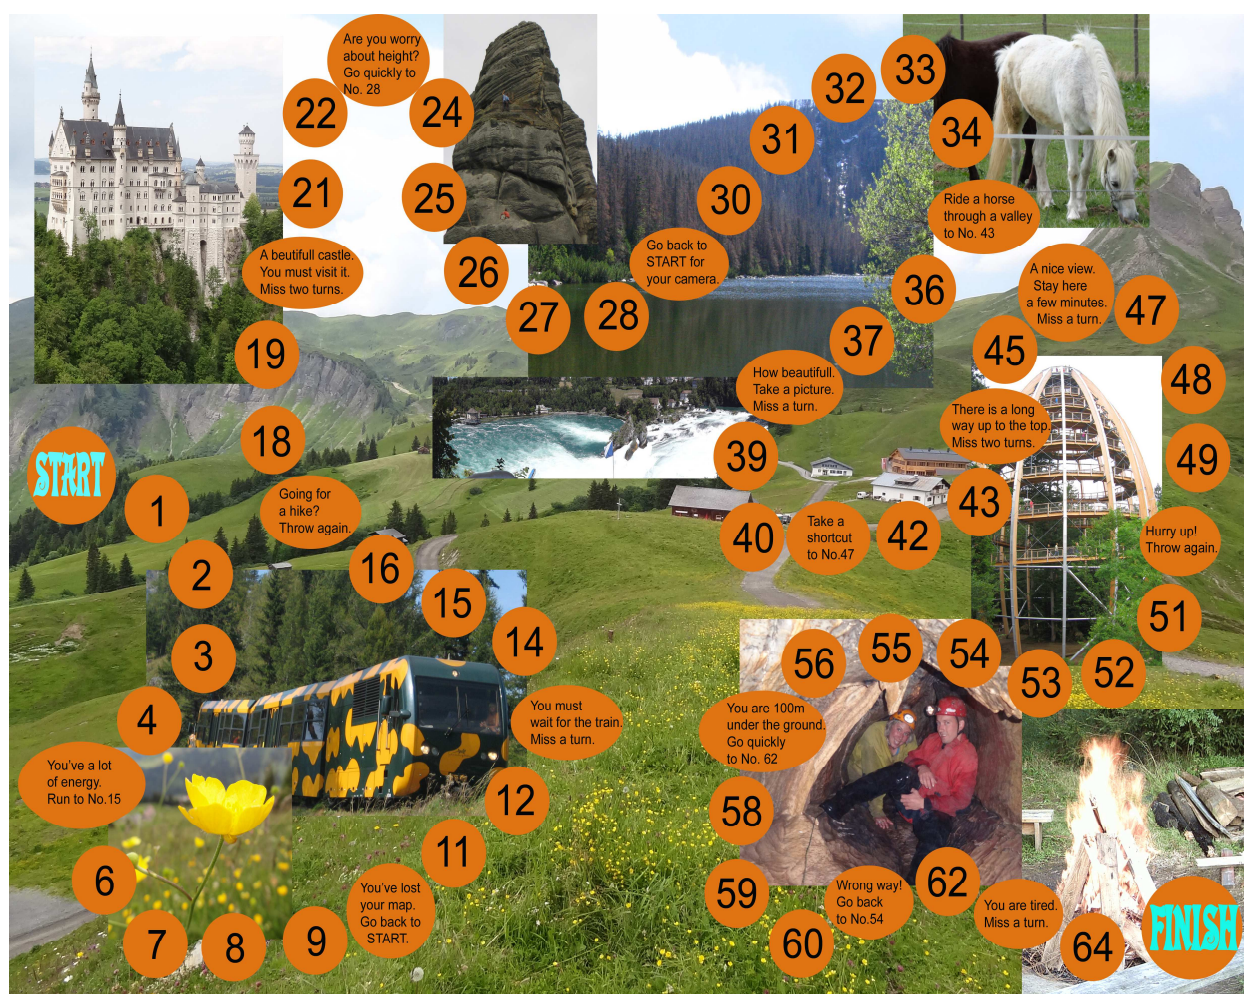 START
1
2
3
4
You've a lot
of energy.
Run to No.15
6
7
8
9
You've lost
your map.
Go back to
START.
11
12
You must
wait for the train.
Miss a turn.
14
15
16
Going for
a hike?
Throw again.
18
19
A beutifull castle.
You must visit it.
Miss two turns.
21
22
Are you worry
about height?
Go quickly to
No. 28
24
25
26
27
28
Go back to
START for
your camera.
30
31
32
33
34
Ride a horse
through a valley
to No. 43
36
37
How beautifull.
Take a picture.
Miss a turn.
39
40
Take a
shortcut
to No.47
42
43
There is a long
way up to the top.
Miss two turns.
45
A nice view.
Stay here
a few minutes.
Miss a turn.
47
48
49
Hurry up!
Throw again.
51
52
53
54
55
56
You are 100m
under the ground.
Go quickly
to No. 62
58
59
60
Wrong way!
Go back
to No.54
62
You are tired.
Miss a turn.
64
FINISH